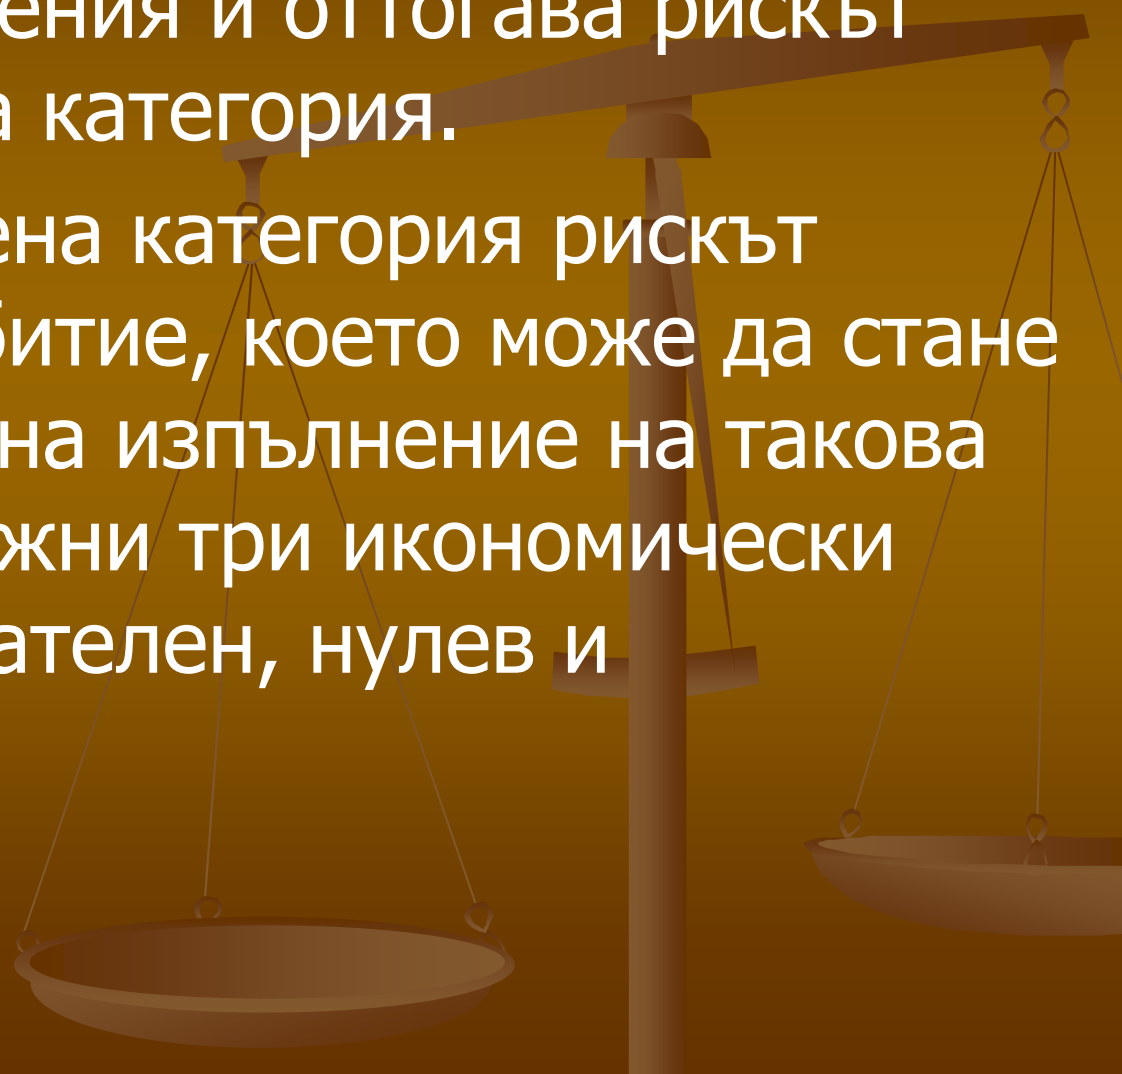 ения и оттогава рискът
а категория.
ена категория рискът
битие, което може да стане
на изпълнение на такова
жни три икономически
ателен, нулев и